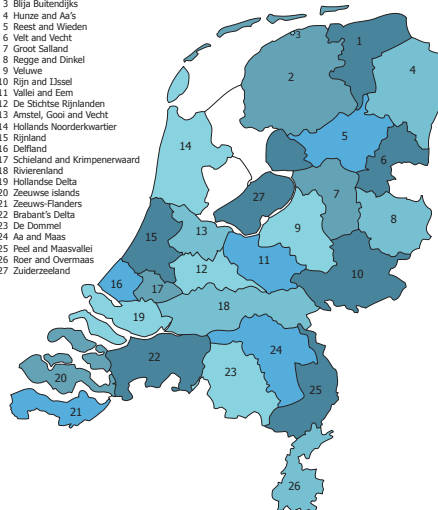 3 Blija Buitendijks
4 Hunze and Aa's
5 Reest and Wieden
6 Velt and Vecht
7 Groot Salland
8 Regge and Dinkel
9 Veluwe
10 Rijn and IJssel
11 Vallei and Eem
12 De Stichtse Rijnlanden
13 Amstel, Gooi and Vecht
14 Hollands Noorderkwartier
15 Rijnland
16 Delfland
17 Schieland and Krimpenerwaard
18 Rivierenland
19 Hollandse Delta
20 Zeeuwse islands
21 Zeeuws-Flanders
22 Brabant's Delta
23 De Dommel
24 Aa and Maas
25 Peel and Maasvallei
26 Roer and Overmaas
27 Zuiderzeeland
3
1
4
2
5
14
6
27
7
8
13
9
15
11
12
10
16
17
18
19
24
22
23
20
25
21
26